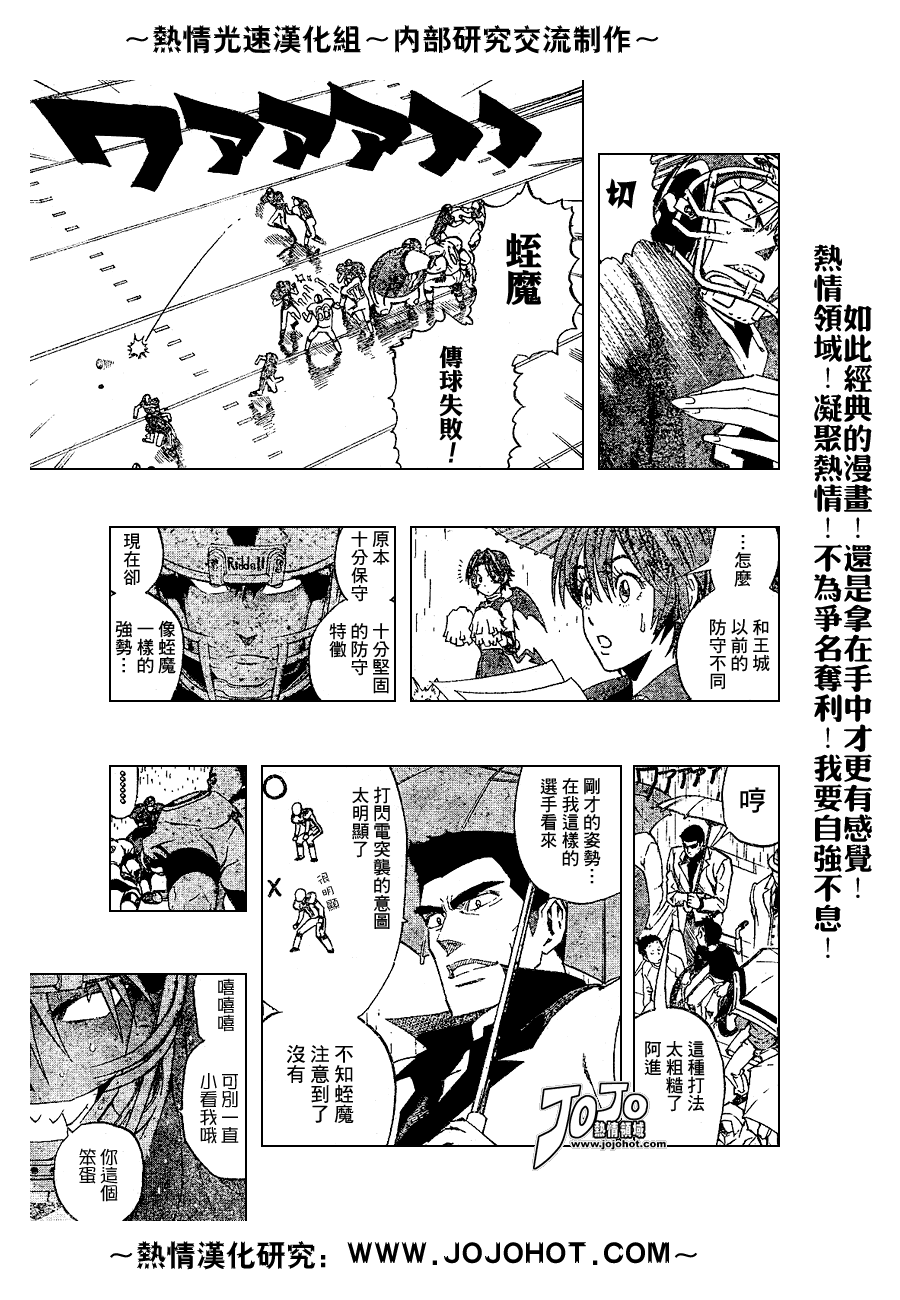 ～熱情光速漢化組～内部研究交流制作～
切
ワァァァァァァ
蛭魔
傳球失敗！
如此經典的漫畫！還是拿在手中才更有感覺！
熱情領域！凝聚熱情！不為爭名奪利！我要自強不息！
…怎麼
和王城
以前的
防守不同
原本
十分保守
十分堅固
的防守
特徵
現在卻
像蛭魔
一樣的
強勢…
Riddell
ワァァァァ
哼
這種打法
太粗糙了
阿進
剛才的姿勢…
在我這樣的
選手看來
打閃電突襲的意圖
太明顯了
○
X
很明顯
不知蛭魔
注意到了
沒有
嘻嘻嘻
可別一直
小看我哦
你這個
笨蛋
JOJO
熱情領域
www.jojohot.com
～熱情漢化研究：WWW.JOJOHOT.COM～